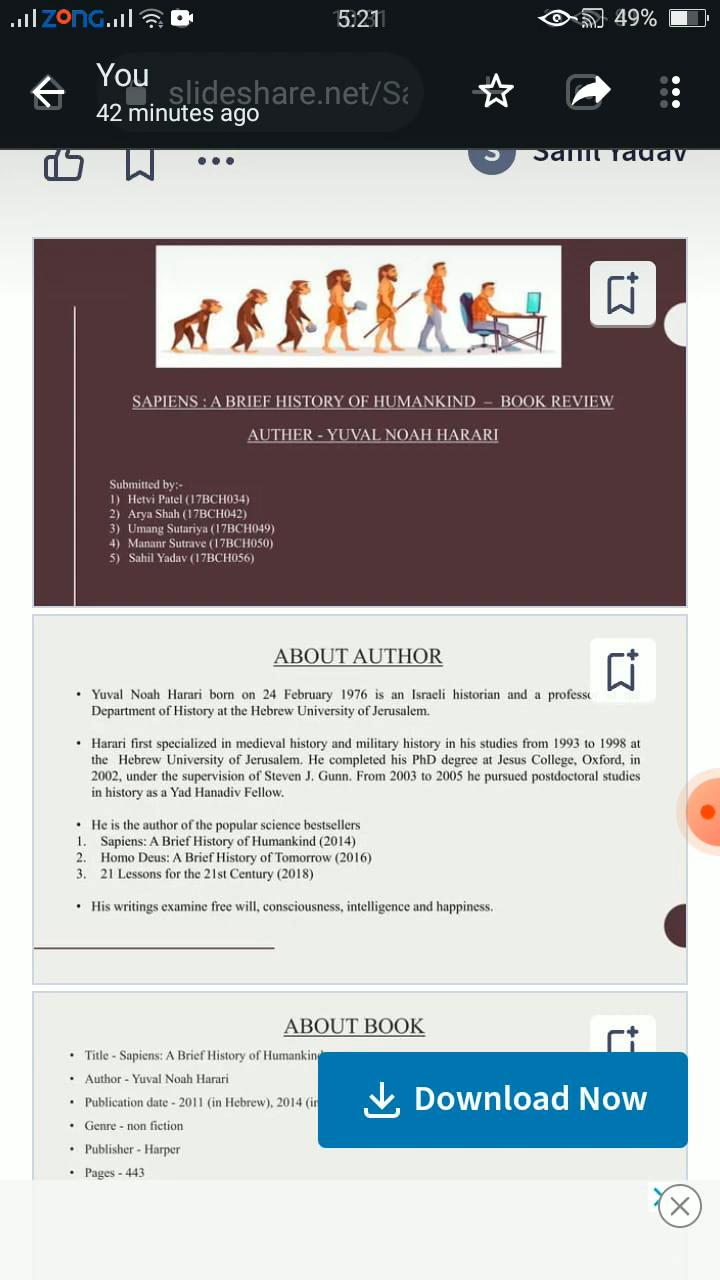 ZONG 5:21 49%
You
slideshare.net/Sa
42 minutes ago
S Sahil Yadav
SAPIENS : A BRIEF HISTORY OF HUMANKIND – BOOK REVIEW
AUTHER - YUVAL NOAH HARARI
Submitted by:-
1) Hetvi Patel (17BCH034)
2) Arya Shah (17BCH042)
3) Umang Sutariya (17BCH049)
4) Mananr Sutrave (17BCH050)
5) Sahil Yadav (17BCH056)
ABOUT AUTHOR
• Yuval Noah Harari born on 24 February 1976 is an Israeli historian and a profess
Department of History at the Hebrew University of Jerusalem.
• Harari first specialized in medieval history and military history in his studies from 1993 to 1998 at
the Hebrew University of Jerusalem. He completed his PhD degree at Jesus College, Oxford, in
2002, under the supervision of Steven J. Gunn. From 2003 to 2005 he pursued postdoctoral studies
in history as a Yad Hanadiv Fellow.
• He is the author of the popular science bestsellers
1. Sapiens: A Brief History of Humankind (2014)
2. Homo Deus: A Brief History of Tomorrow (2016)
3. 21 Lessons for the 21st Century (2018)
• His writings examine free will, consciousness, intelligence and happiness.
ABOUT BOOK
• Title - Sapiens: A Brief History of Humankind
• Author - Yuval Noah Harari
• Publication date - 2011 (in Hebrew), 2014 (in
• Genre - non fiction
• Publisher - Harper
• Pages - 443
Download Now